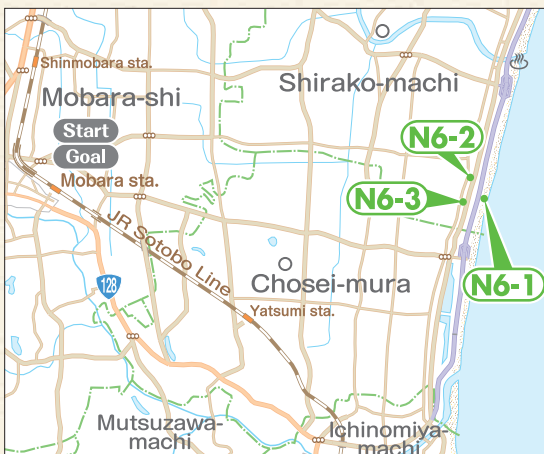 Shinmobara sta.
Shirako-machi
Mobara-shi
Start
Goal
Mobara sta.
N6-2
N6-3
N6-1
JR Sotobo Line
128
Chosei-mura
Yatsumi sta.
Mutsuzawa-
machi
Ichinomiya-
machi